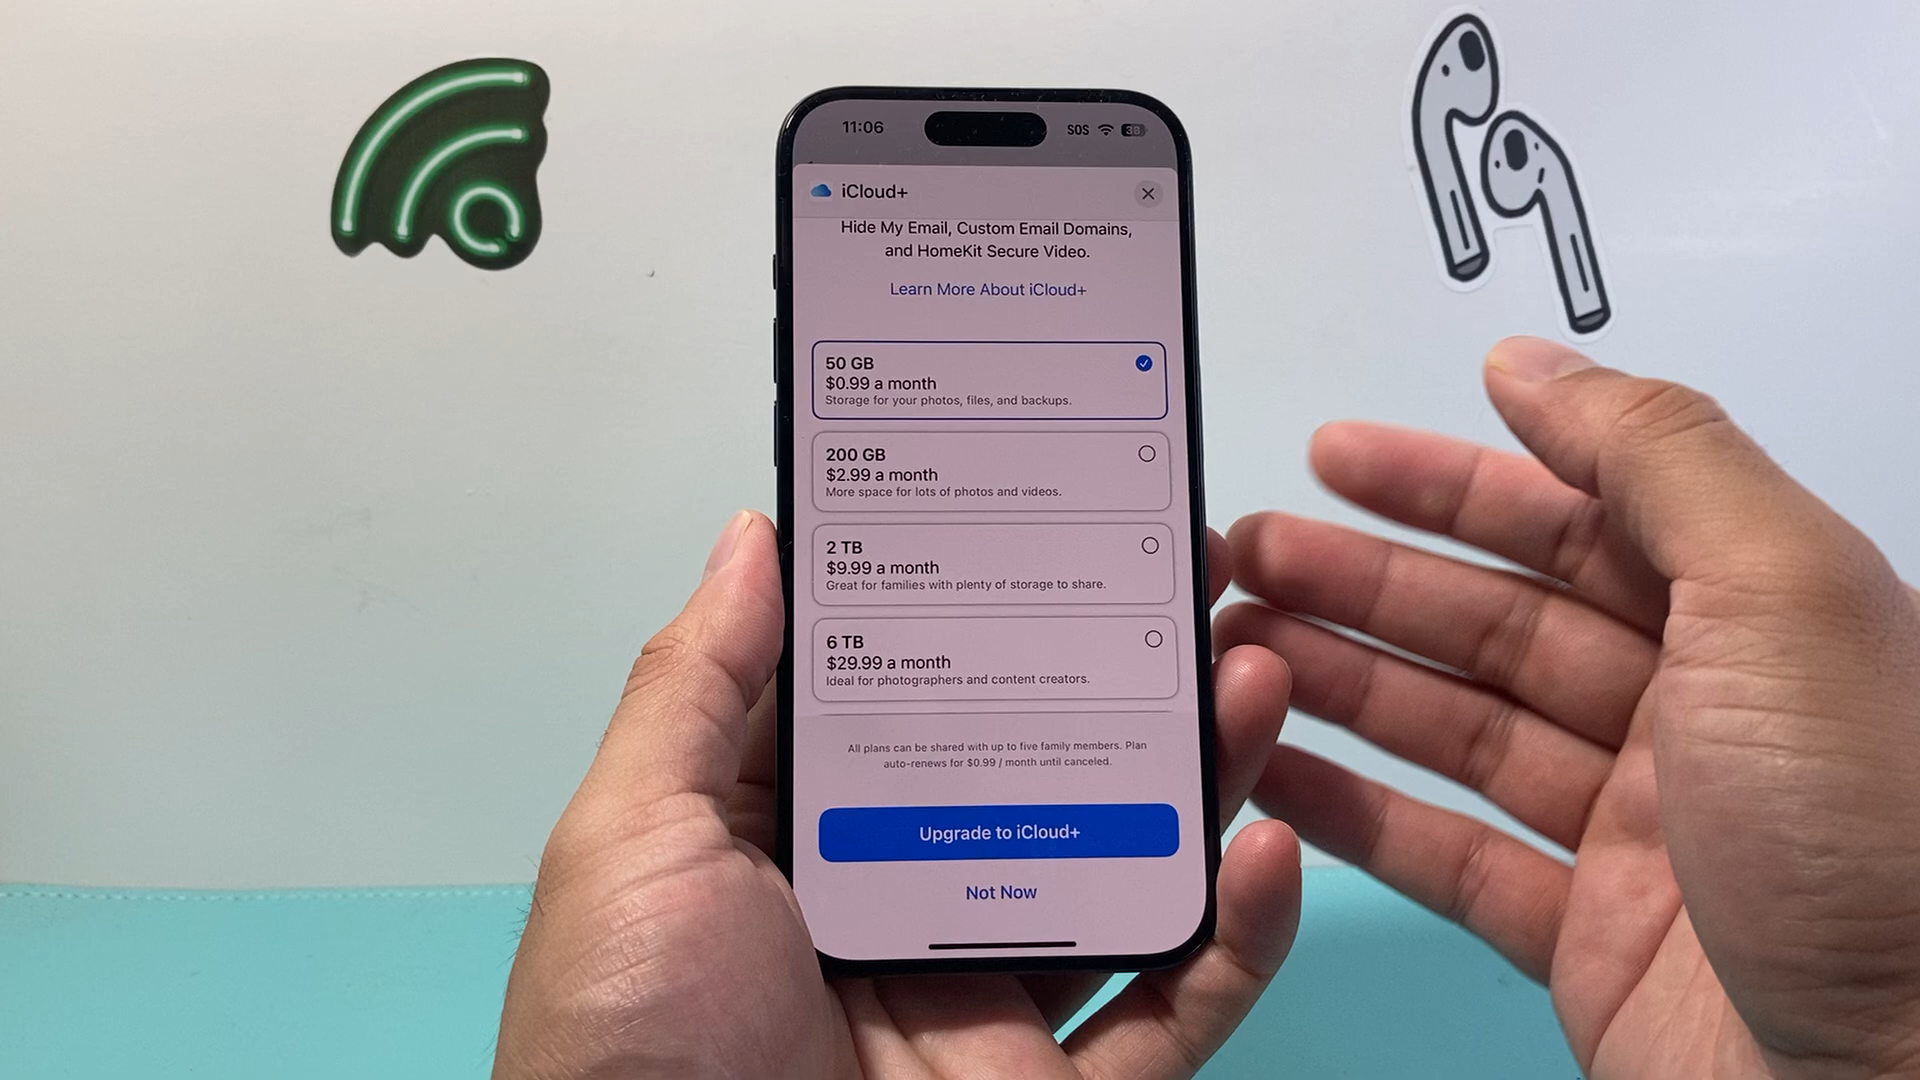 11:06
SOS
38
iCloud+
Hide My Email, Custom Email Domains,
and HomeKit Secure Video.
Learn More About iCloud+
50 GB
$0.99 a month
Storage for your photos, files, and backups.
200 GB
$2.99 a month
More space for lots of photos and videos.
2 TB
$9.99 a month
Great for families with plenty of storage to share.
6 TB
$29.99 a month
Ideal for photographers and content creators.
All plans can be shared with up to five family members. Plan
auto-renews for $0.99 / month until canceled.
Upgrade to iCloud+
Not Now